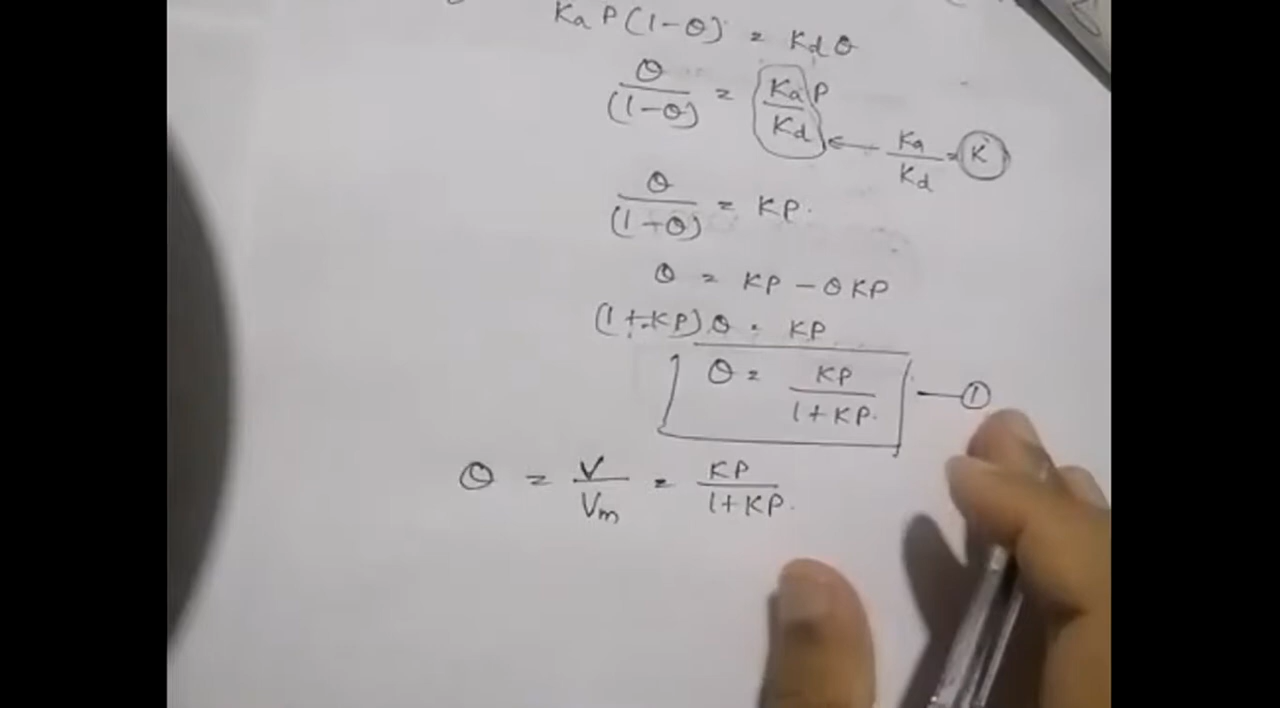 Ka P (1-θ) = Kd θ
θ/(1-θ) = Ka/Kd P ← Ka/Kd = K
θ/(1+θ) = KP.
θ = KP - θKP
(1+KP)θ = KP
θ = KP/1+KP. — ①
θ = V/Vm = KP/1+KP.